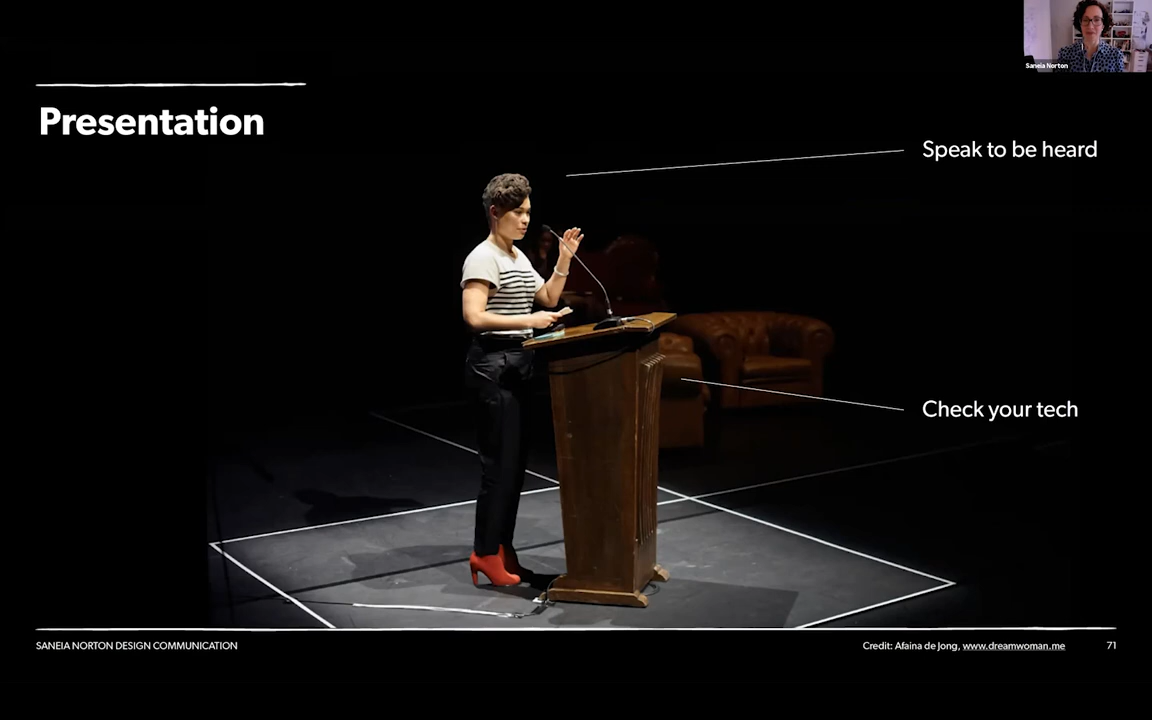 Saneia Norton
Presentation
Speak to be heard
Check your tech
SANEIA NORTON DESIGN COMMUNICATION
Credit: Afaina de Jong, www.dreamwoman.me
71